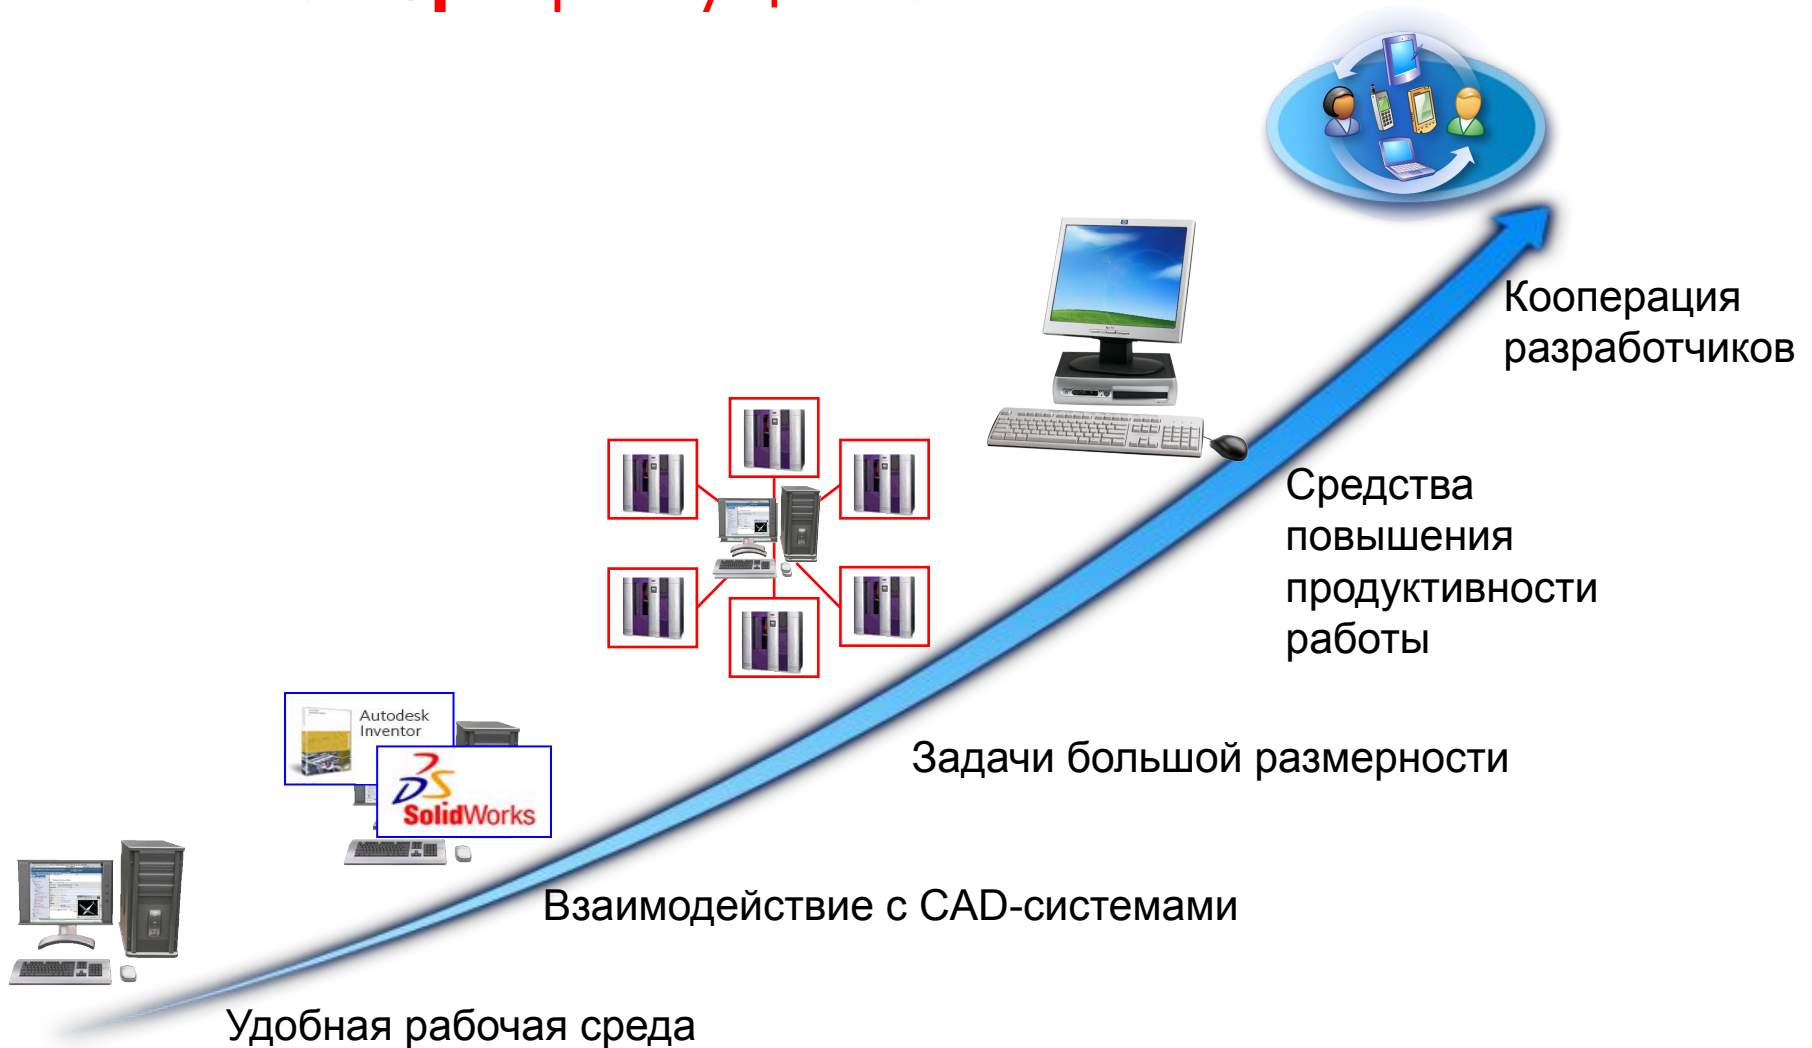 Кооперация
разработчиков
Средства
повышения
продуктивности
работы
Autodesk
Inventor
SolidWorks
Задачи большой размерности
Взаимодействие с CAD-системами
Удобная рабочая среда